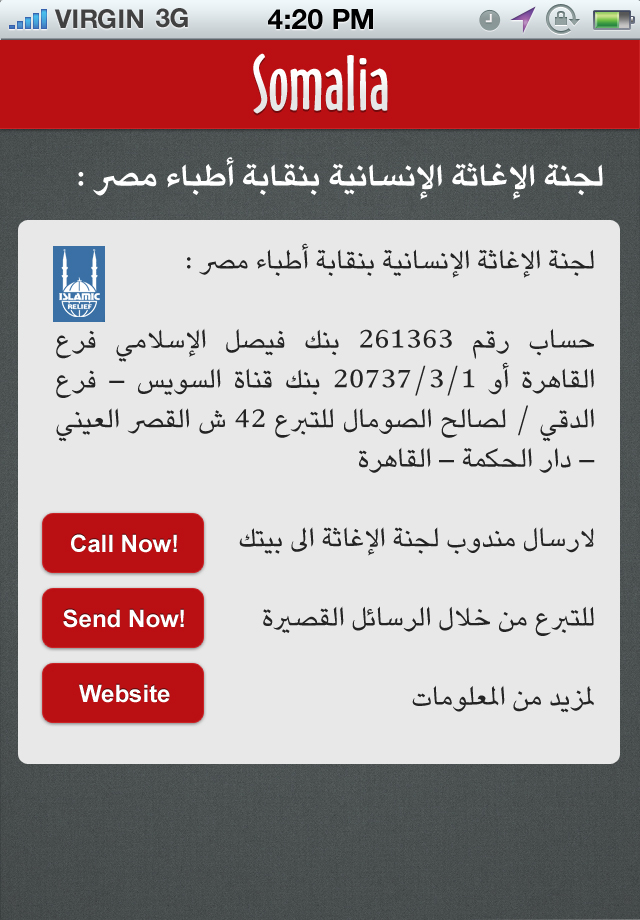 VIRGIN 3G 4:20 PM
Somalia
لجنة الإغاثة الإنسانية بنقابة أطباء مصر :
لجنة الإغاثة الإنسانية بنقابة أطباء مصر :
ISLAMIC
RELIEF
حساب رقم 261363 بنك فيصل الإسلامي فرع
القاهرة أو 20737/3/1 بنك قناة السويس – فرع
الدقي / لصالح الصومال للتبرع 42 ش القصر العيني
– دار الحكمة – القاهرة
لارسال مندوب لجنة الإغاثة الى بيتك
Call Now!
للتبرع من خلال الرسائل القصيرة
Send Now!
لمزيد من المعلومات
Website